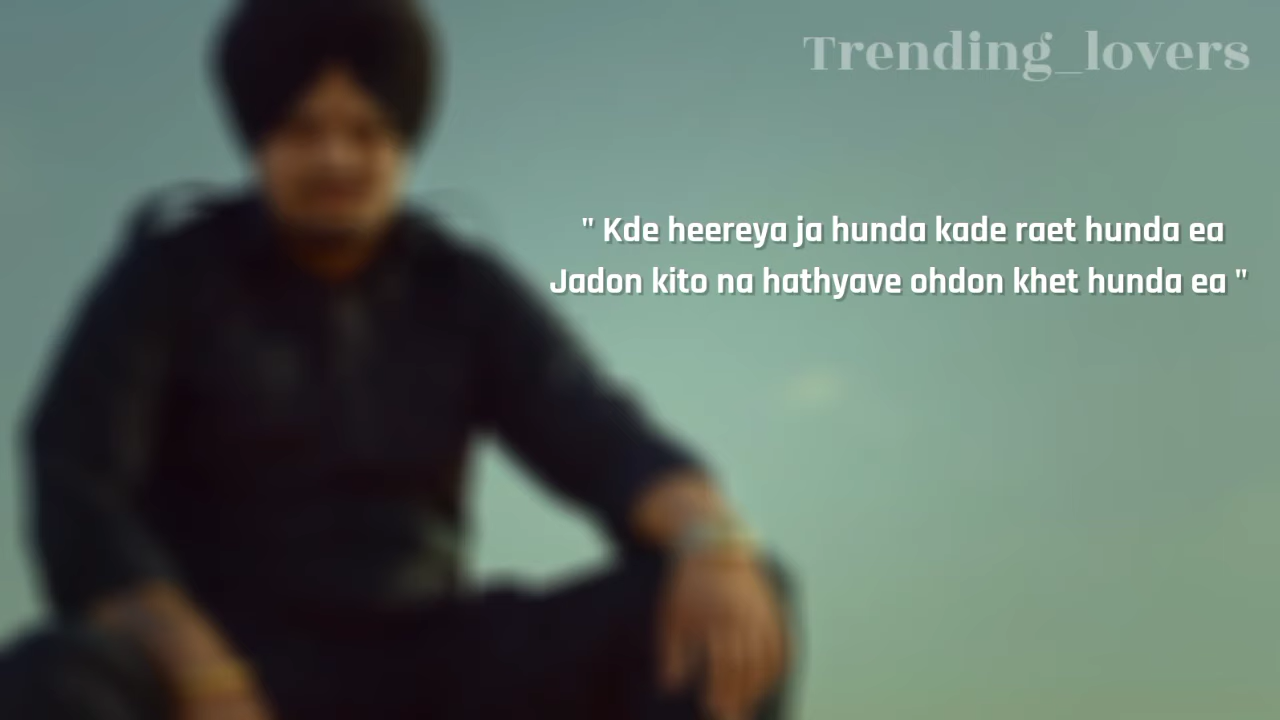 Trending_lovers
" Kde heereya ja hunda kade raet hunda ea
Jadon kito na hathyave ohdon khet hunda ea "